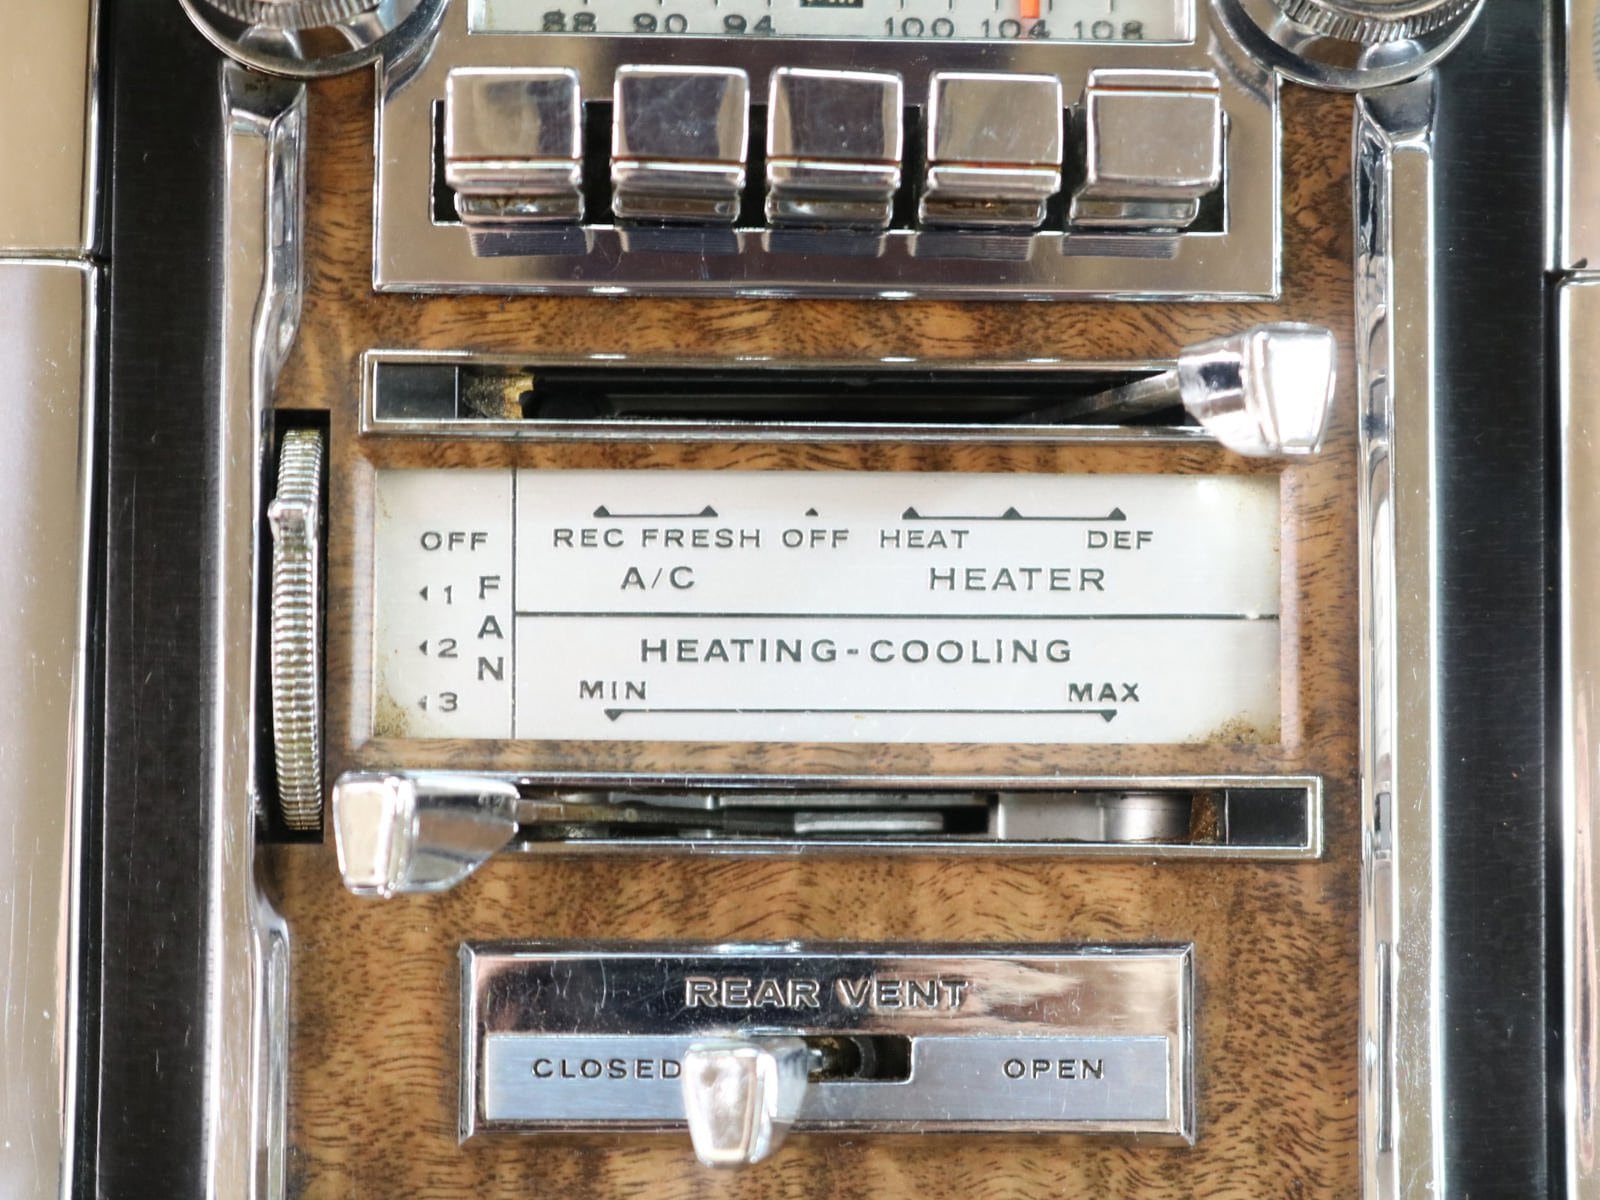 88 90 94 100 104 108
OFF
1
2
3
FAN
REC FRESH OFF HEAT DEF
A/C HEATER
HEATING-COOLING
MIN MAX
REAR VENT
CLOSED OPEN